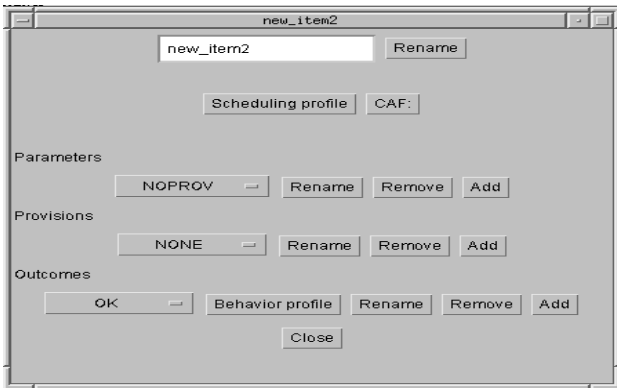 new_item2
new_item2 Rename
Scheduling profile CAF:
Parameters
NOPROV Rename Remove Add
Provisions
NONE Rename Remove Add
Outcomes
OK Behavior profile Rename Remove Add
Close